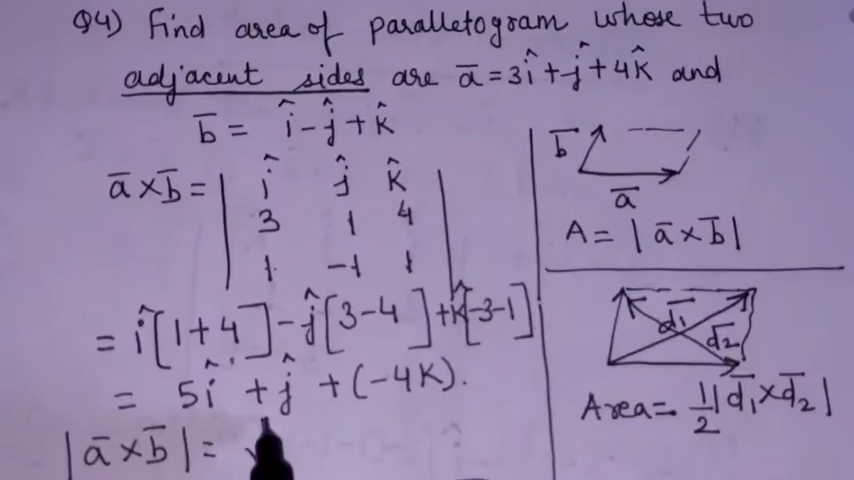 Q4) Find area of paralletogram whose two
adjacent sides are a̅ = 3î + ĵ + 4k̂ and
b̅ = î - ĵ + k̂
a̅ × b̅ = | î ĵ k̂ |
3 1 4
1 -1 1
= î[1+4] - ĵ[3-4] + k̂[-3-1]
= 5î + ĵ + (-4k).
|a̅ × b̅| =
b̅
a̅
A = |a̅ × b̅|
d̅₁
d̅₂
Area = 1/2 |d̅₁ × d̅₂|